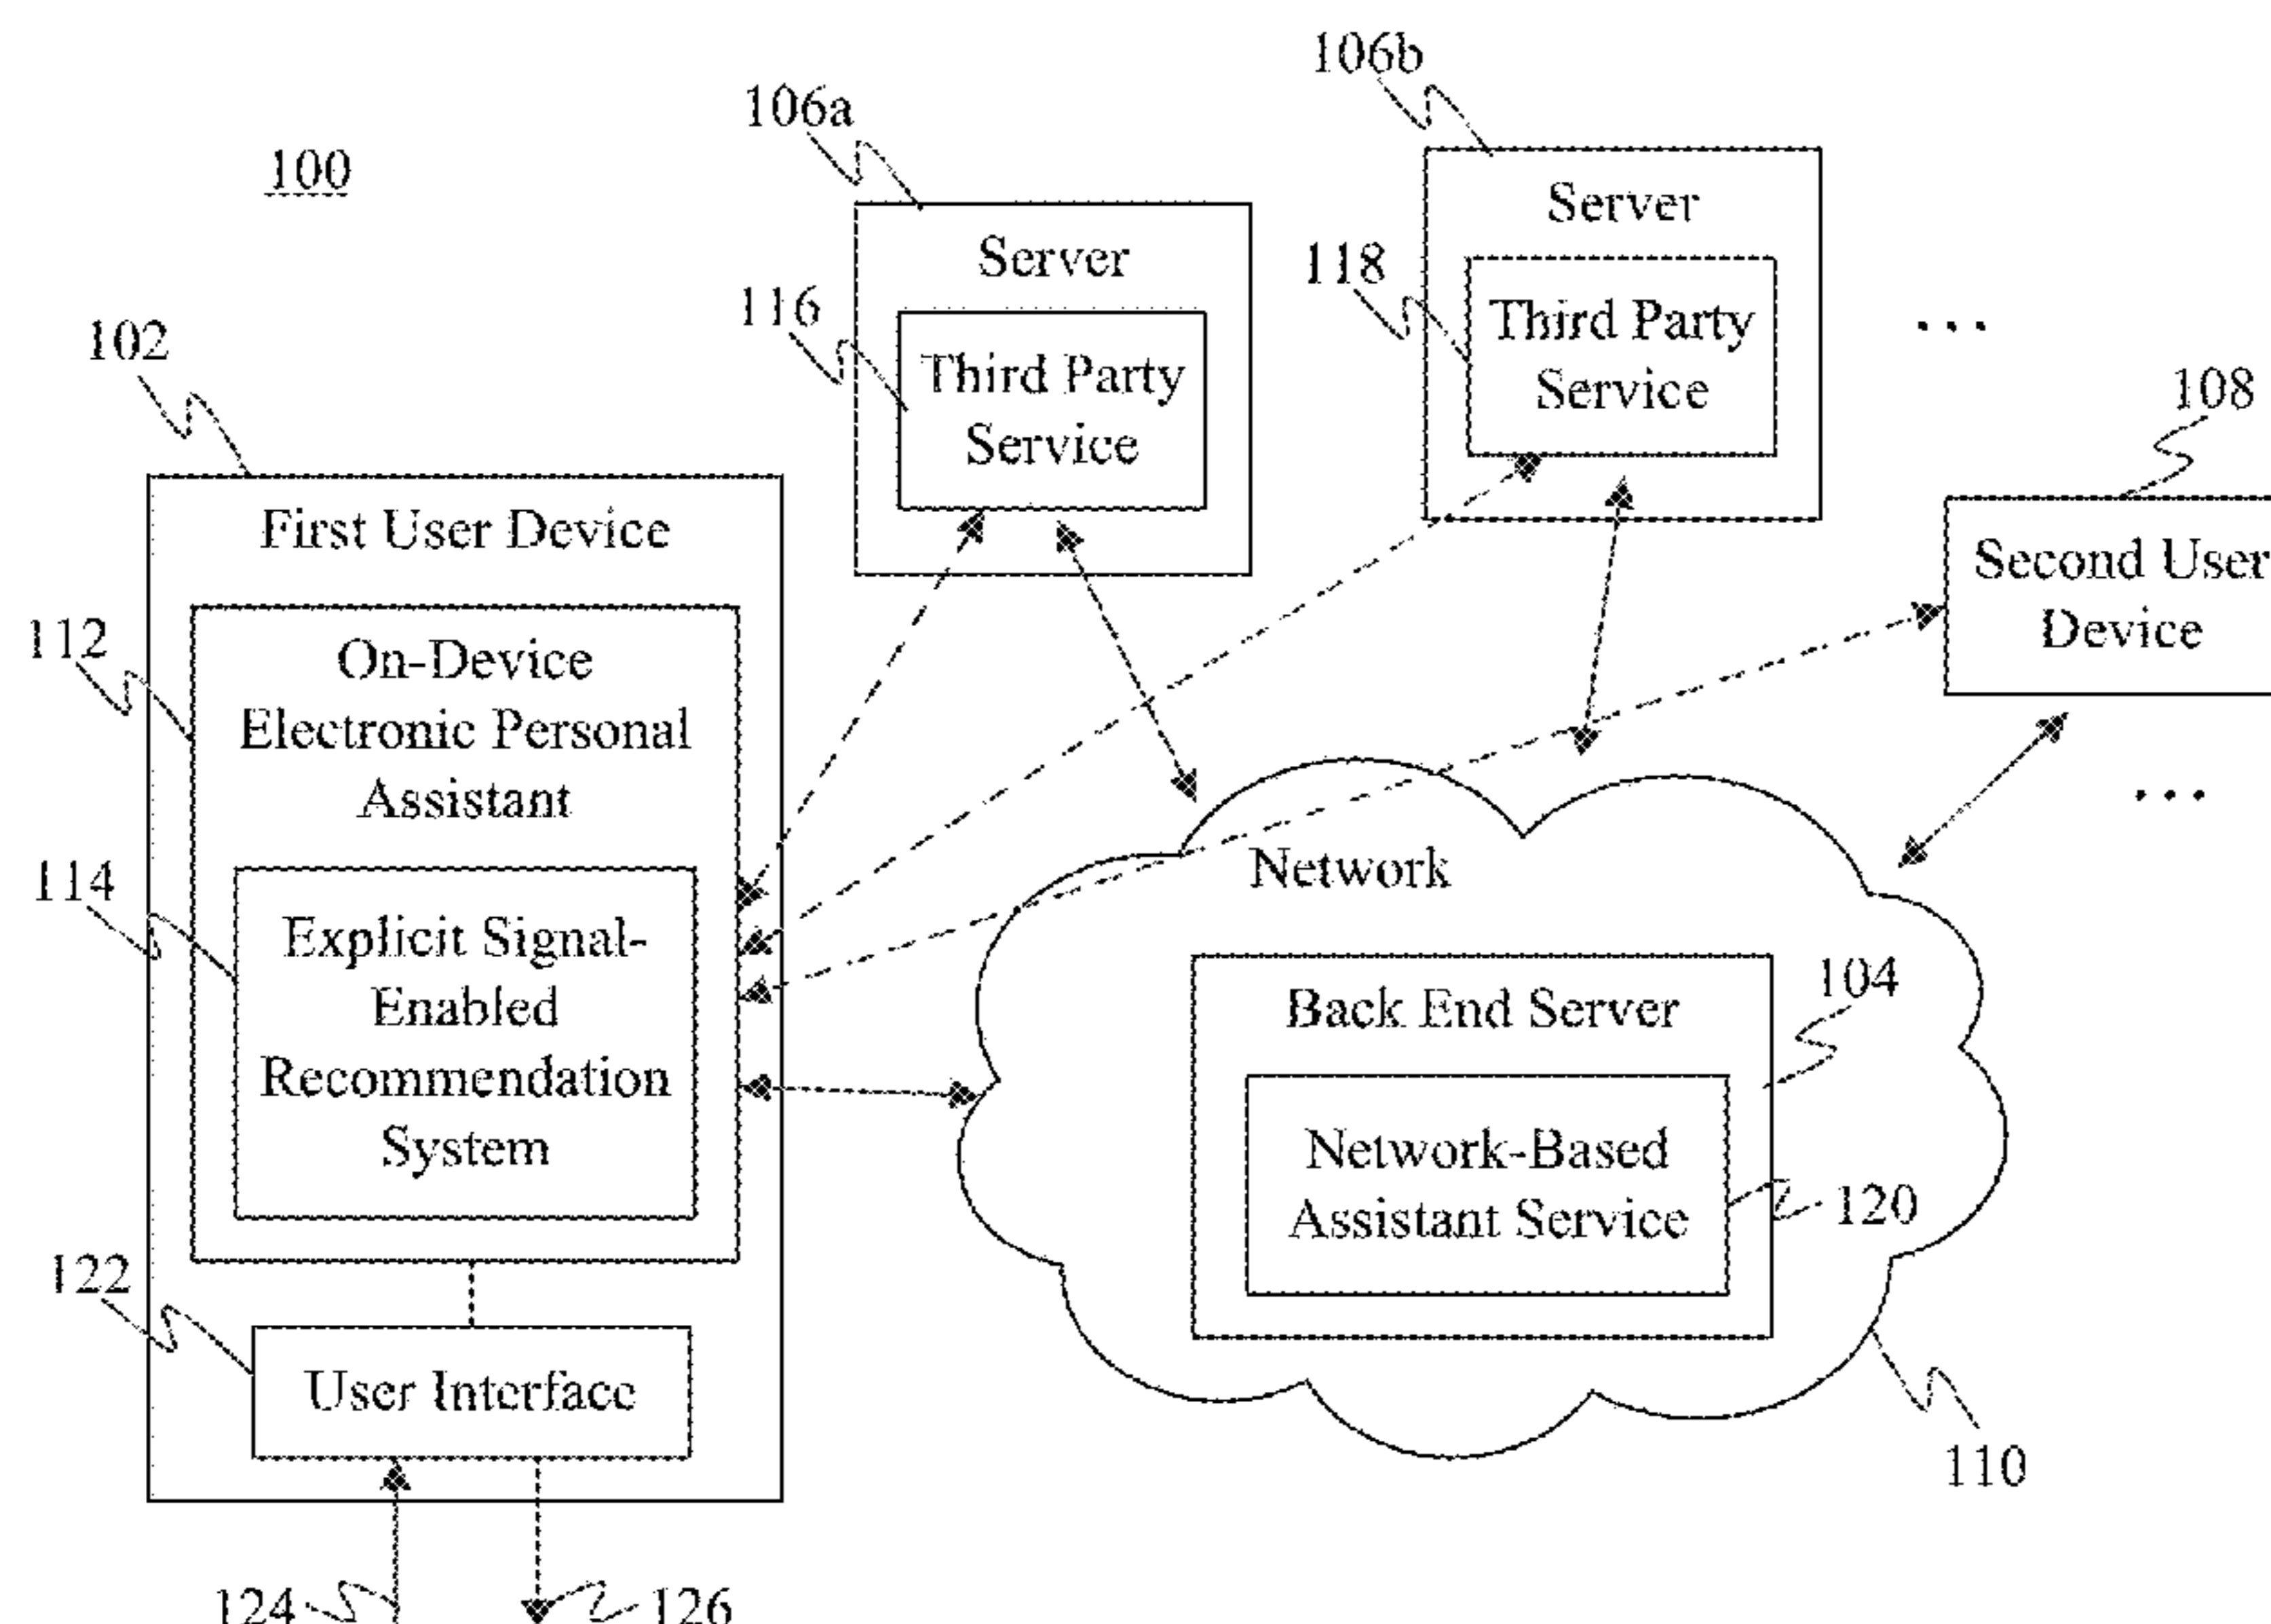 100
106a
106b
Server
116
Third Party
Service
Server
118
Third Party
Service
...
102
First User Device
112
On-Device
Electronic Personal
Assistant
114
Explicit Signal-
Enabled
Recommendation
System
122
User Interface
124
126
108
Second User
Device
...
Network
Back End Server
104
Network-Based
Assistant Service
120
110